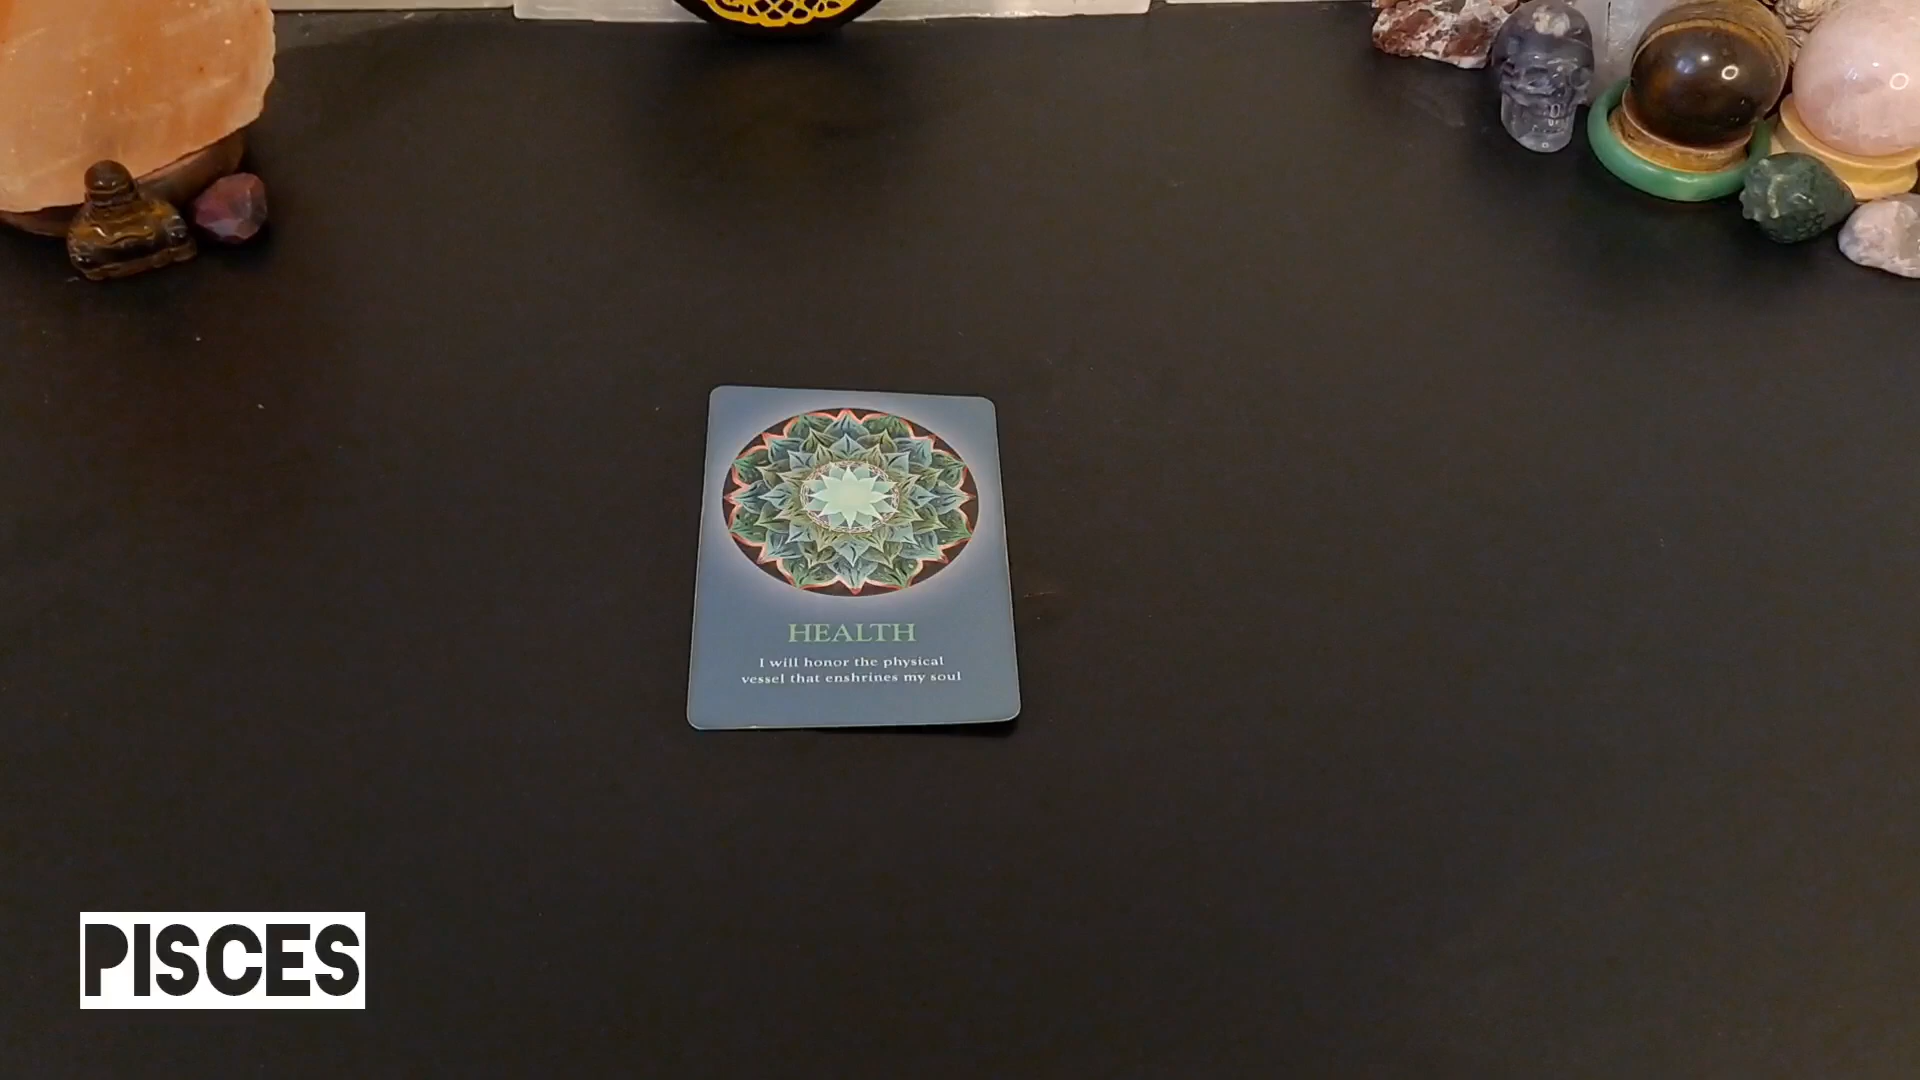 HEALTH
I will honor the physical
vessel that enshrines my soul
PISCES